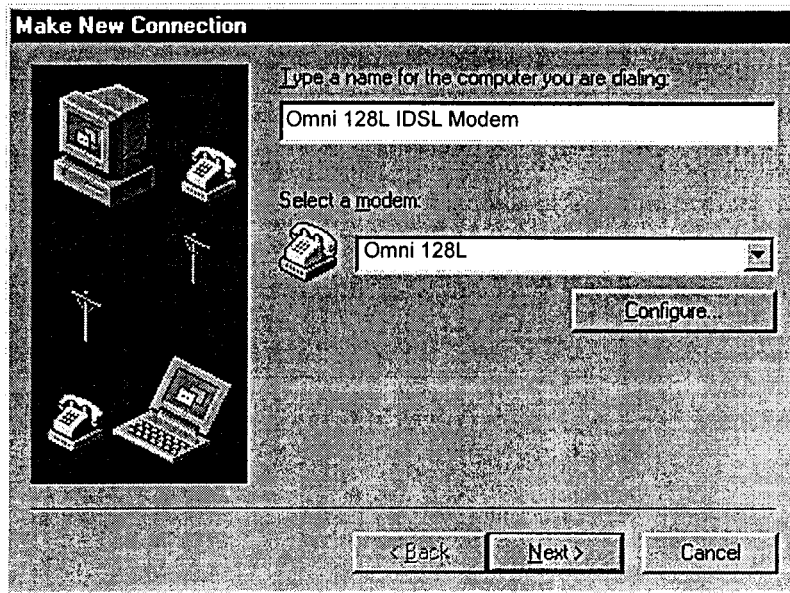 Make New Connection
Type a name for the computer you are dialing:
Omni 128L IDSL Modem
Select a modem:
Omni 128L
Configure...
< Back
Next >
Cancel